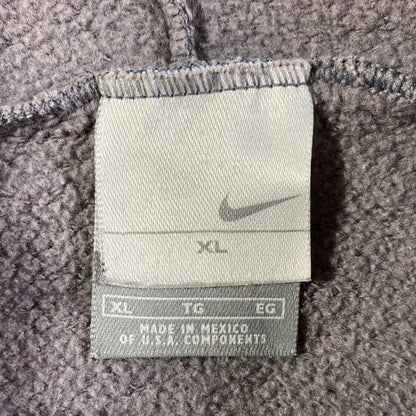 XL
XL TG EG
MADE IN MEXICO
OF U.S.A. COMPONENTS